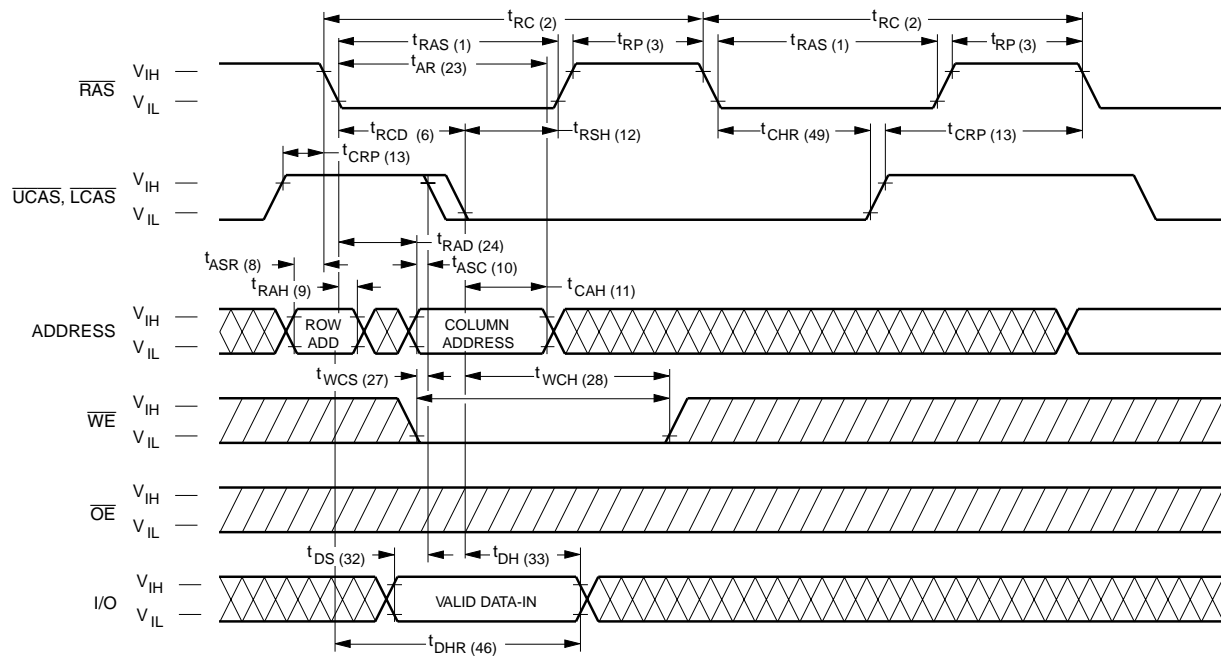 tRC (2) tRC (2)
tRAS (1) tRP (3) tRAS (1) tRP (3)
tAR (23)
RAS VIH
VIL
tRCD (6) tRSH (12) tCHR (49) tCRP (13)
tCRP (13)
UCAS, LCAS VIH
VIL
tRAD (24)
tASR (8) tASC (10)
tRAH (9) tCAH (11)
ADDRESS VIH
VIL
ROW
ADD
COLUMN
ADDRESS
tWCS (27) tWCH (28)
WE VIH
VIL
OE VIH
VIL
tDS (32) tDH (33)
I/O VIH
VIL
VALID DATA-IN
tDHR (46)